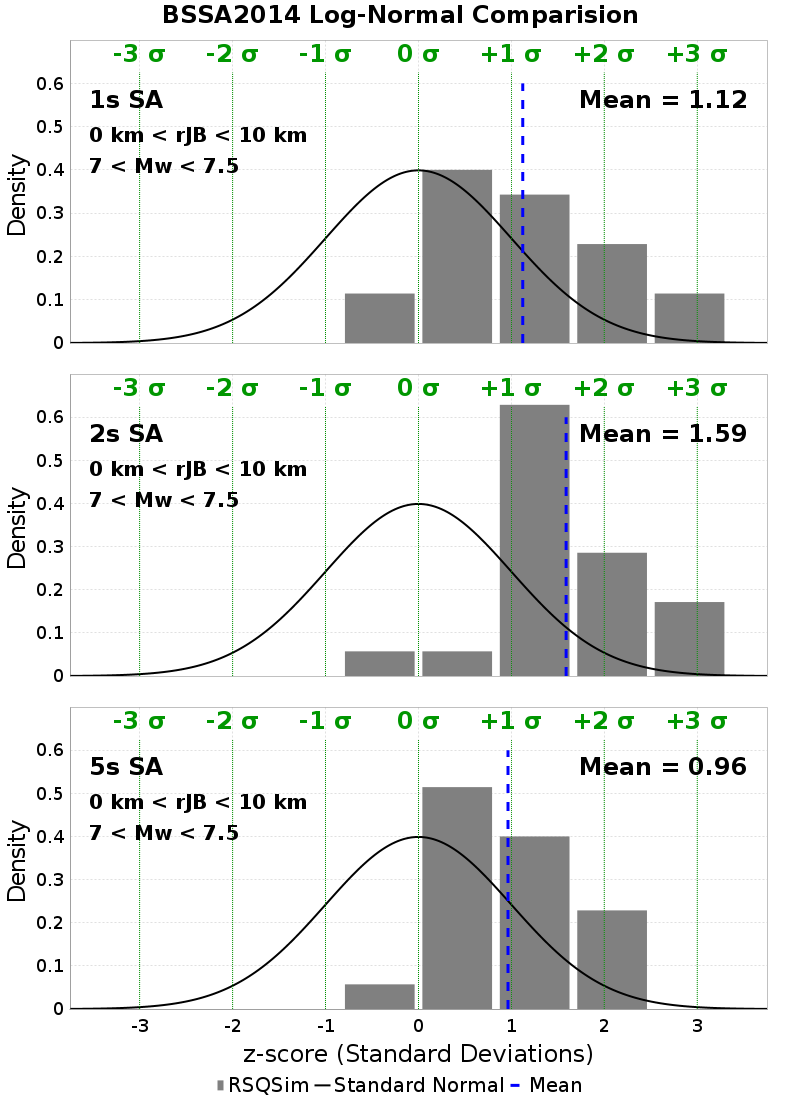 BSSA2014 Log-Normal Comparision
-3 σ -2 σ -1 σ 0 σ +1 σ +2 σ +3 σ
1s SA Mean = 1.12
0 km < rJB < 10 km
7 < Mw < 7.5
Density
0.6
0.5
0.4
0.3
0.2
0.1
0
-3 σ -2 σ -1 σ 0 σ +1 σ +2 σ +3 σ
2s SA Mean = 1.59
0 km < rJB < 10 km
7 < Mw < 7.5
Density
0.6
0.5
0.4
0.3
0.2
0.1
0
-3 σ -2 σ -1 σ 0 σ +1 σ +2 σ +3 σ
5s SA Mean = 0.96
0 km < rJB < 10 km
7 < Mw < 7.5
Density
0.6
0.5
0.4
0.3
0.2
0.1
0
-3 -2 -1 0 1 2 3
z-score (Standard Deviations)
RSQSim Standard Normal Mean